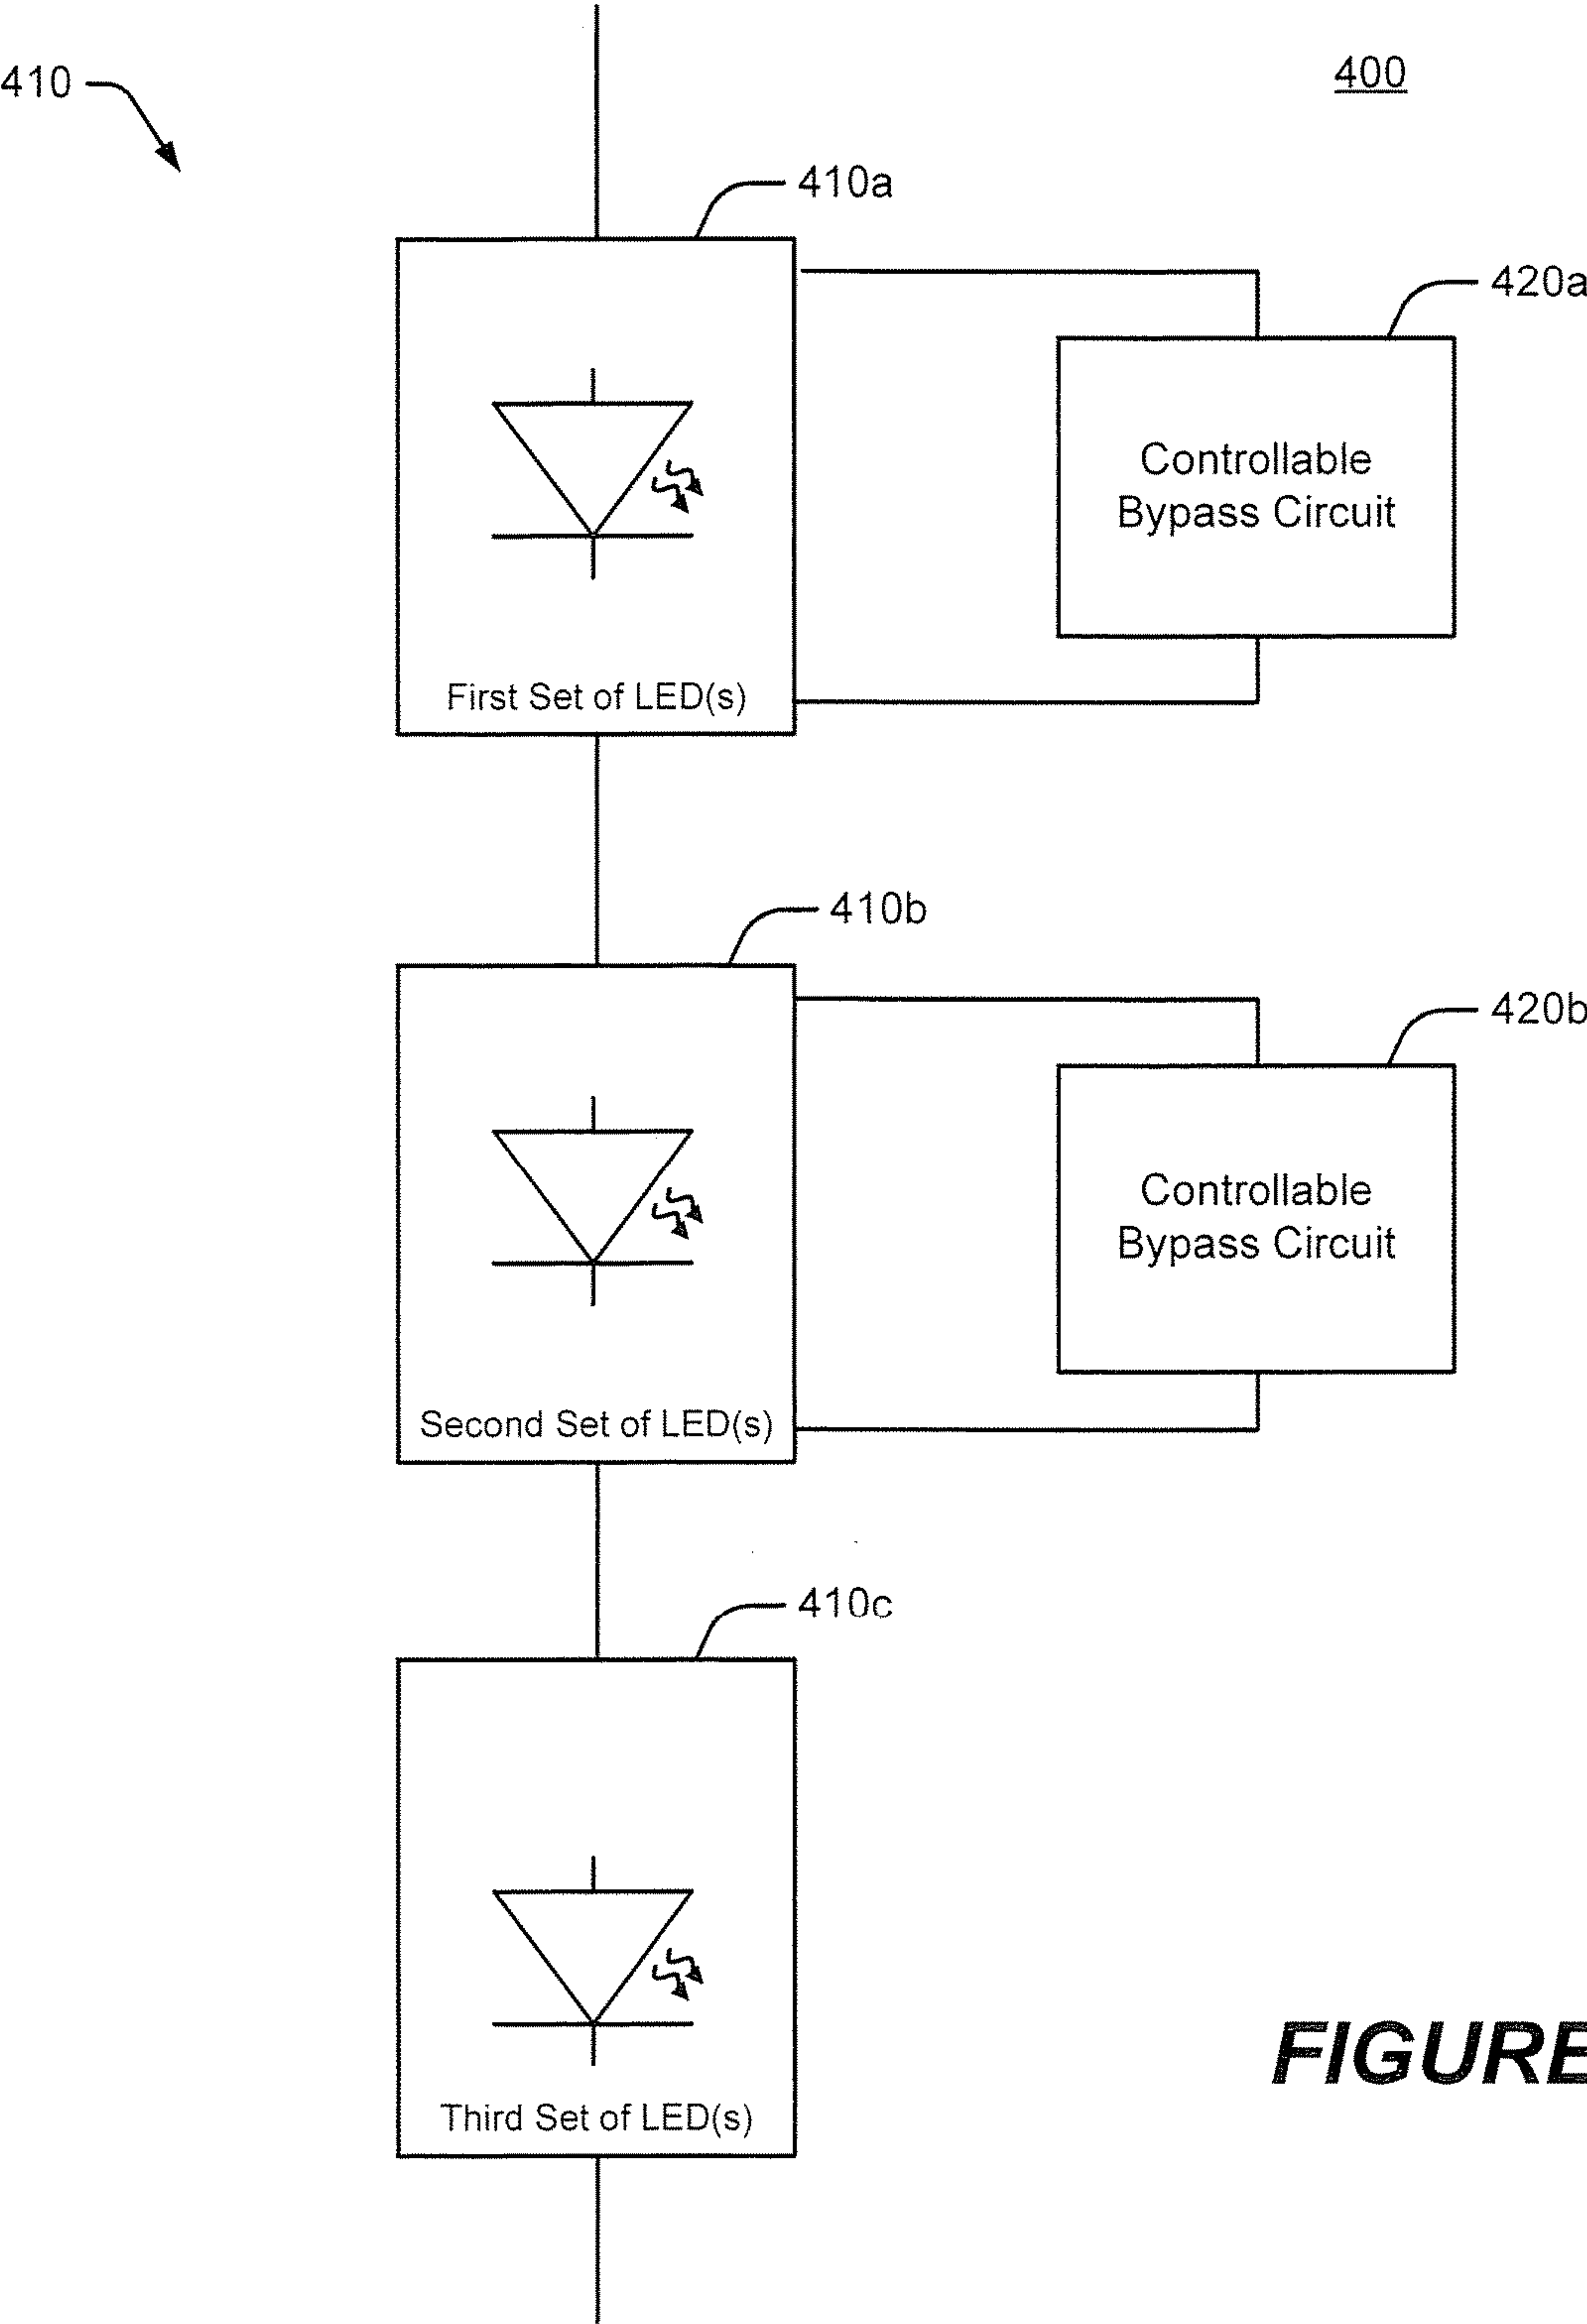 410
400
410a
420a
Controllable
Bypass Circuit
First Set of LED(s)
410b
420b
Controllable
Bypass Circuit
Second Set of LED(s)
410c
FIGURE
Third Set of LED(s)